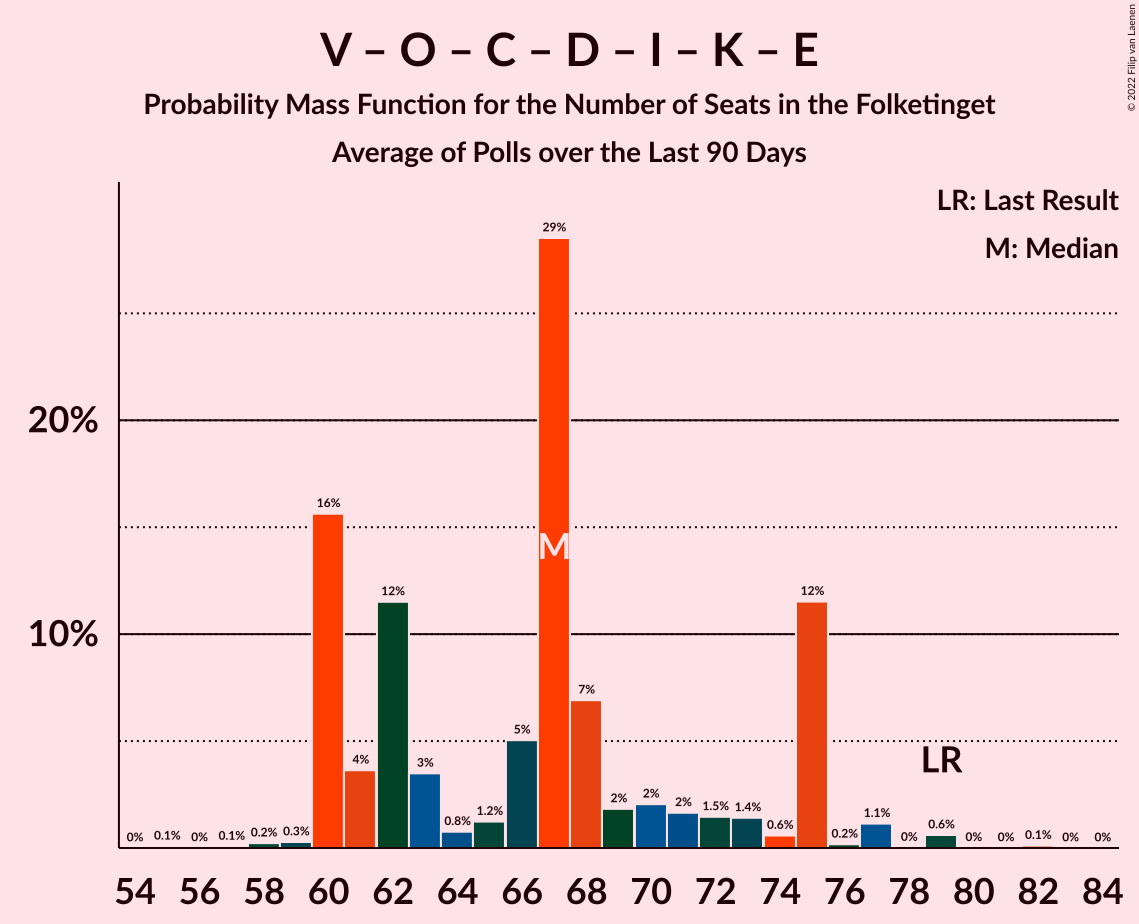 V – O – C – D – I – K – E
Probability Mass Function for the Number of Seats in the Folketinget
Average of Polls over the Last 90 Days
© 2022 Filip van Laenen
LR: Last Result
M: Median
20%
10%
0% 0.1% 0% 0.1% 0.2% 0.3% 16% 4% 12% 3% 0.8% 1.2% 5% 29% 7% 2% 2% 2% 1.5% 1.4% 0.6% 12% 0.2% 1.1% 0% 0.6% 0% 0% 0.1% 0% 0%
M
LR
54 56 58 60 62 64 66 68 70 72 74 76 78 80 82 84